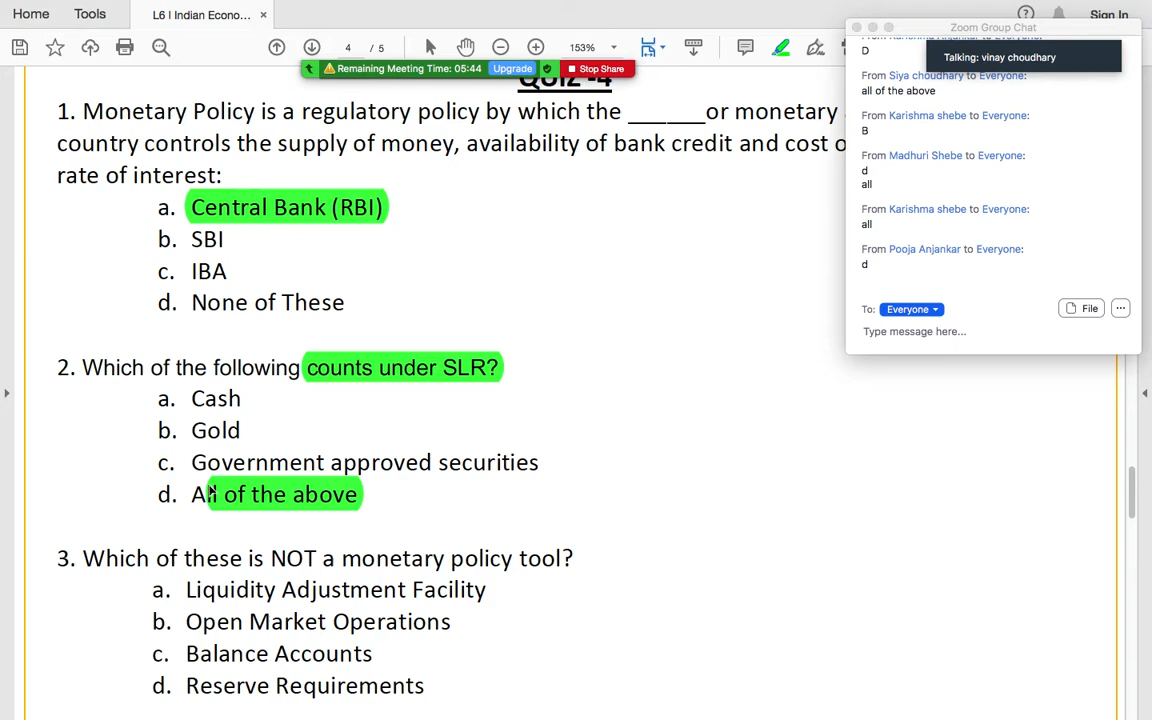 Home
Tools
L6 I Indian Econo...
×
Sign In
4 / 5
153%
Remaining Meeting Time: 05:44
Upgrade
Stop Share
QUIZ -4
1. Monetary Policy is a regulatory policy by which the ______or monetary
country controls the supply of money, availability of bank credit and cost o
rate of interest:
a. Central Bank (RBI)
b. SBI
c. IBA
d. None of These
2. Which of the following counts under SLR?
a. Cash
b. Gold
c. Government approved securities
d. All of the above
3. Which of these is NOT a monetary policy tool?
a. Liquidity Adjustment Facility
b. Open Market Operations
c. Balance Accounts
d. Reserve Requirements
Zoom Group Chat
Talking: vinay choudhary
D
From Siya choudhary to Everyone:
all of the above
From Karishma shebe to Everyone:
B
From Madhuri Shebe to Everyone:
d
all
From Karishma shebe to Everyone:
all
From Pooja Anjankar to Everyone:
d
To: Everyone
File
...
Type message here...